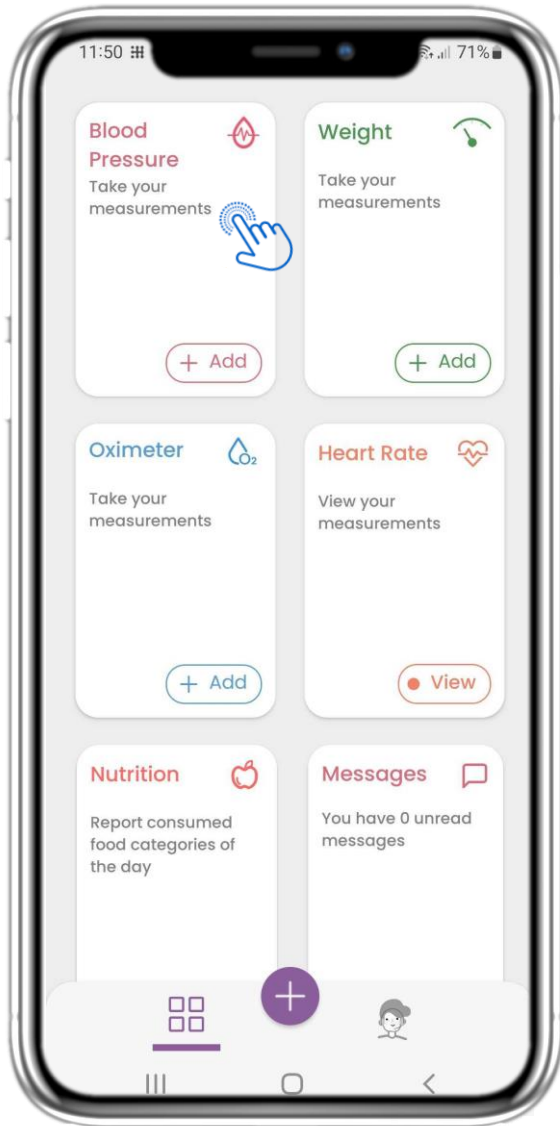 11:50
71%
Blood
Pressure
Take your
measurements
+ Add
Weight
Take your
measurements
+ Add
Oximeter
O2
Take your
measurements
+ Add
Heart Rate
View your
measurements
View
Nutrition
Report consumed
food categories of
the day
Messages
You have 0 unread
messages